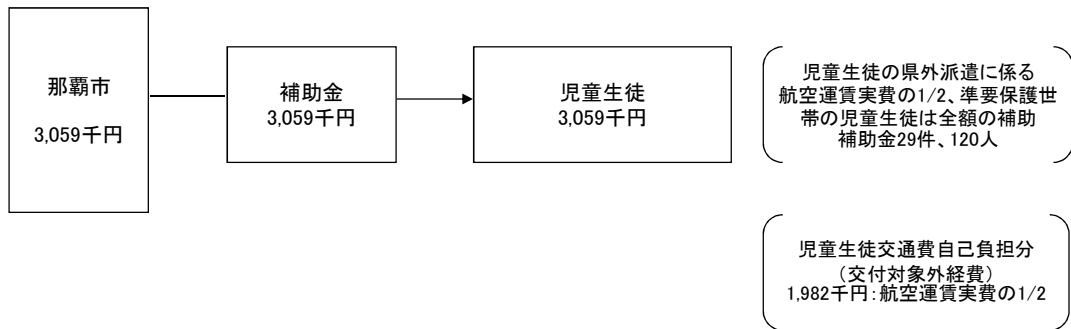 那覇市
3,059千円
補助金
3,059千円
児童生徒
3,059千円
児童生徒の県外派遣に係る
航空運賃実費の1/2、準要保護世
帯の児童生徒は全額の補助
補助金29件、120人
児童生徒交通費自己負担分
（交付対象外経費）
1,982千円：航空運賃実費の1/2